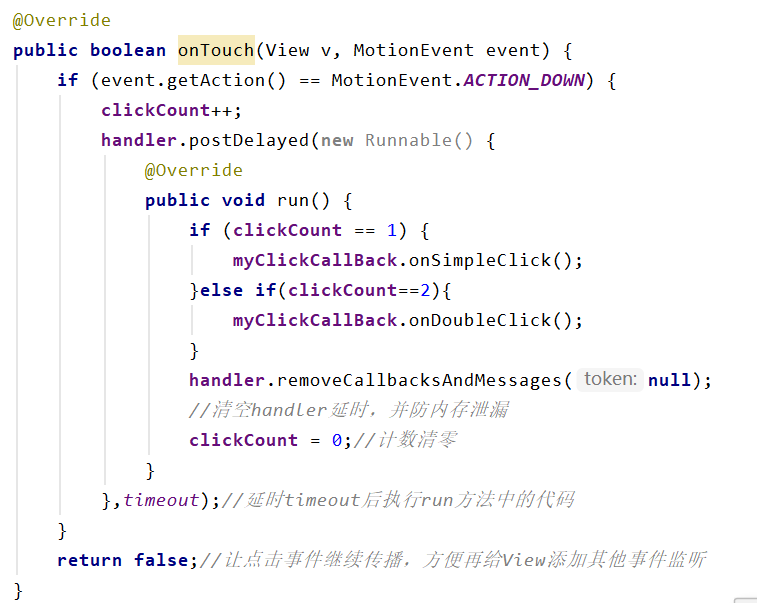 @Override
public boolean onTouch(View v, MotionEvent event) {
if (event.getAction() == MotionEvent.ACTION_DOWN) {
clickCount++;
handler.postDelayed(new Runnable() {
@Override
public void run() {
if (clickCount == 1) {
myClickCallBack.onSimpleClick();
}else if(clickCount==2){
myClickCallBack.onDoubleClick();
}
handler.removeCallbacksAndMessages( token: null);
//清空handler延时，并防内存泄漏
clickCount = 0;//计数清零
}
},timeout);//延时timeout后执行run方法中的代码
}
return false;//让点击事件继续传播，方便再给View添加其他事件监听
}